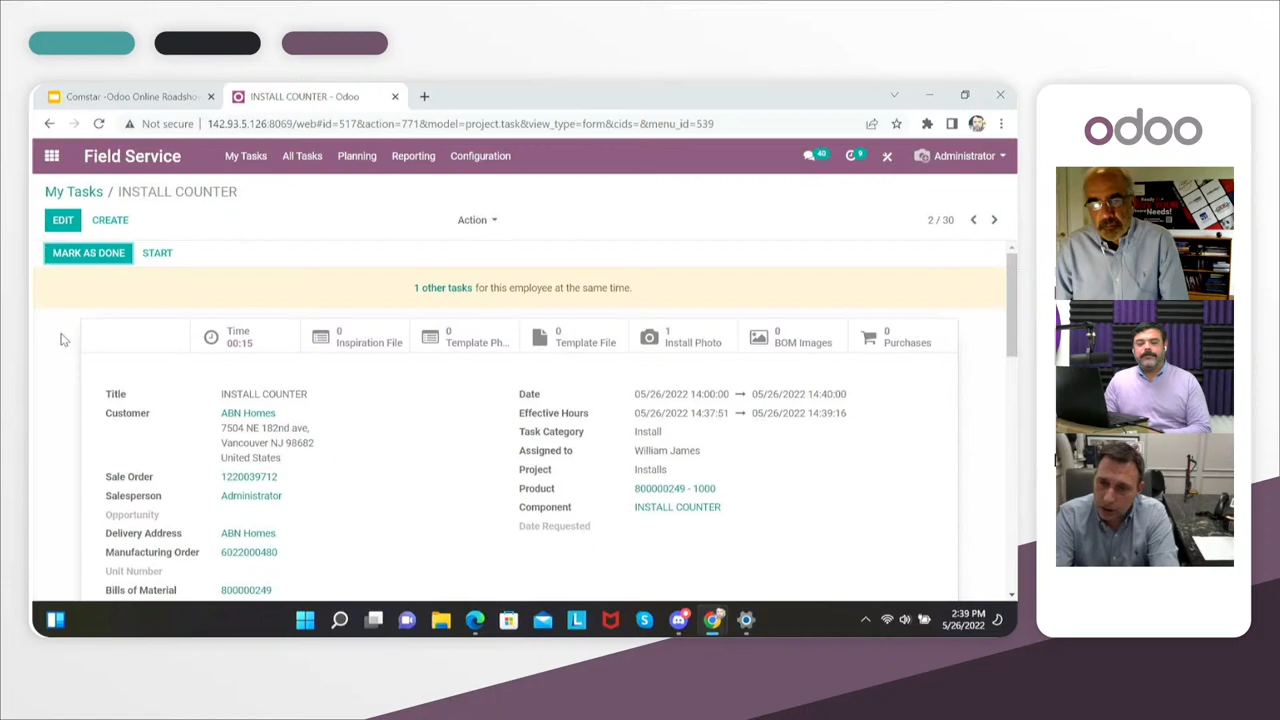 Comstar -Odoo Online Roadsho
INSTALL COUNTER - Odoo
Not secure
142.93.5.126:8069/web#id=517&action=771&model=project.task&view_type=form&cids=&menu_id=539
Field Service
My Tasks
All Tasks
Planning
Reporting
Configuration
40
9
Administrator
My Tasks / INSTALL COUNTER
EDIT
CREATE
Action
2 / 30
MARK AS DONE
START
1 other tasks for this employee at the same time.
Time
00:15
0
Inspiration File
0
Template Ph...
0
Template File
1
Install Photo
0
BOM Images
0
Purchases
Title
INSTALL COUNTER
Customer
ABN Homes
7504 NE 182nd ave,
Vancouver NJ 98682
United States
Sale Order
1220039712
Salesperson
Administrator
Opportunity
Delivery Address
ABN Homes
Manufacturing Order
6022000480
Unit Number
Bills of Material
800000249
Date
05/26/2022 14:00:00 → 05/26/2022 14:40:00
Effective Hours
05/26/2022 14:37:51 → 05/26/2022 14:39:16
Task Category
Install
Assigned to
William James
Project
Installs
Product
800000249 - 1000
Component
INSTALL COUNTER
Date Requested
2:39 PM
5/26/2022
odoo